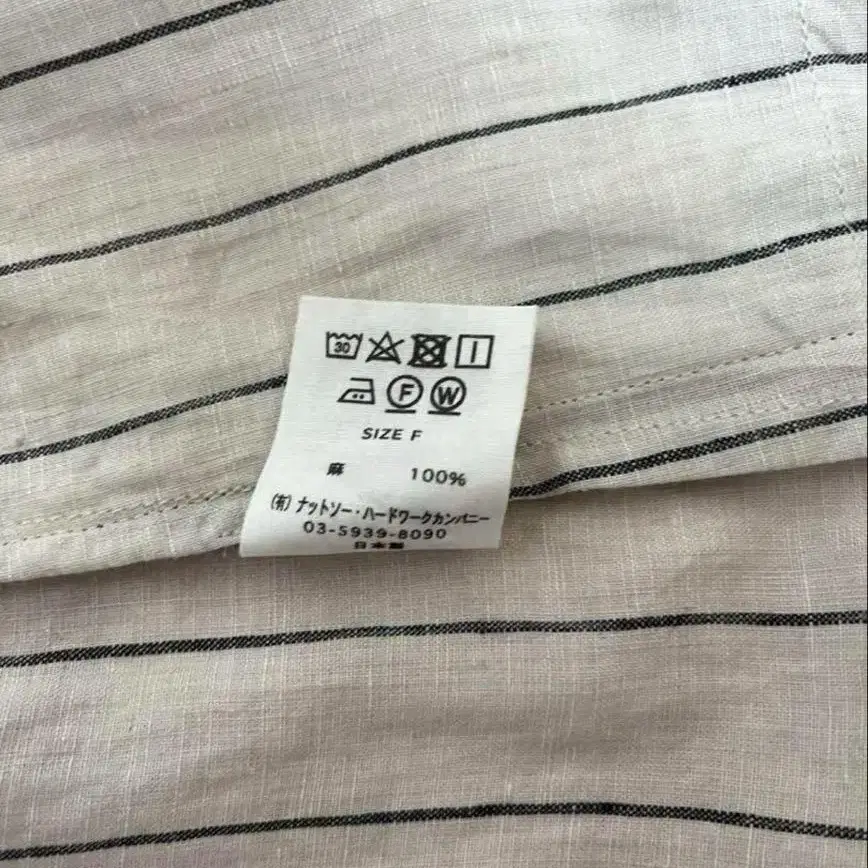 30
F W
SIZE F
麻 100%
(有) ナットソー・ハードワークカンパニー
03-5939-8090
日本製